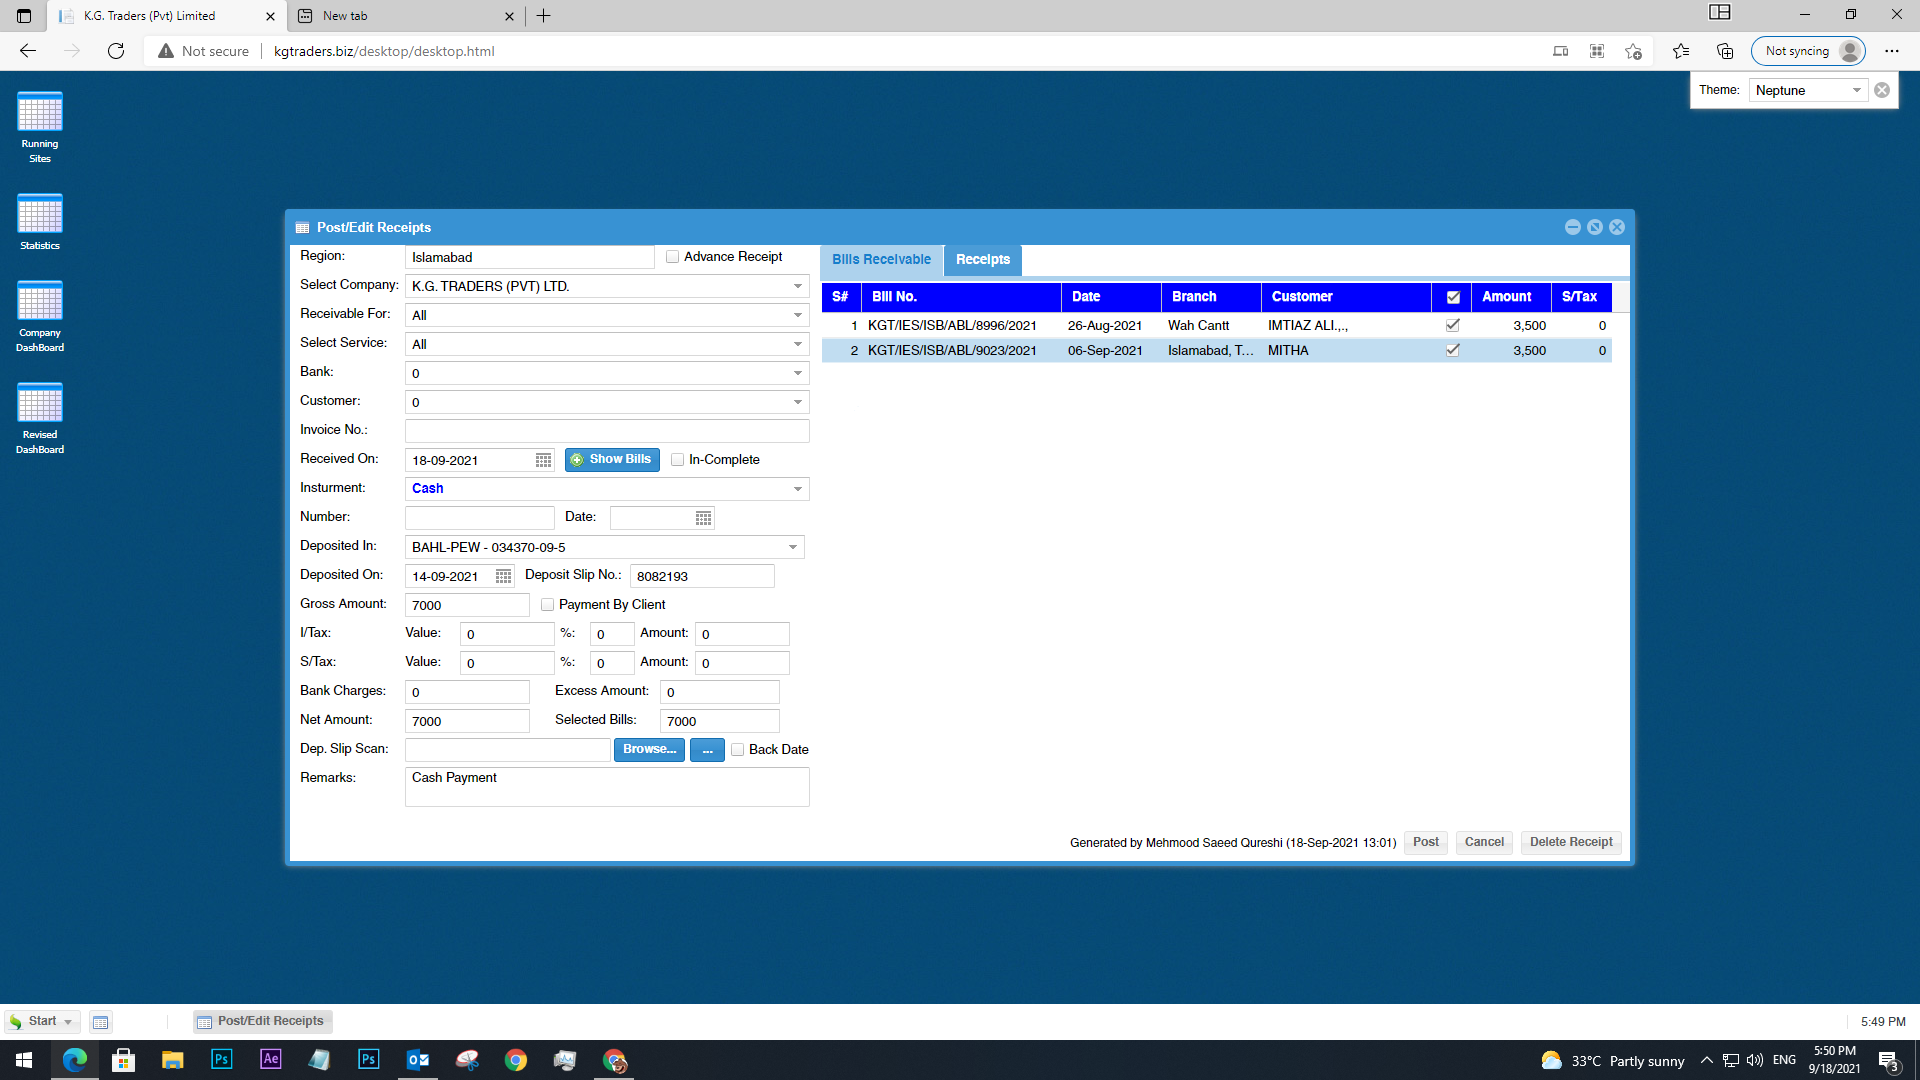 K.G. Traders (Pvt) Limited
New tab
Not secure
kgtraders.biz/desktop/desktop.html
Not syncing
Theme: Neptune
Running
Sites
Statistics
Company
DashBoard
Revised
DashBoard
Post/Edit Receipts
Region: Islamabad Advance Receipt
Select Company: K.G. TRADERS (PVT) LTD.
Receivable For: All
Select Service: All
Bank: 0
Customer: 0
Invoice No.:
Received On: 18-09-2021 Show Bills In-Complete
Insturment: Cash
Number: Date:
Deposited In: BAHL-PEW - 034370-09-5
Deposited On: 14-09-2021 Deposit Slip No.: 8082193
Gross Amount: 7000 Payment By Client
I/Tax: Value: 0 %: 0 Amount: 0
S/Tax: Value: 0 %: 0 Amount: 0
Bank Charges: 0 Excess Amount: 0
Net Amount: 7000 Selected Bills: 7000
Dep. Slip Scan: Browse... ... Back Date
Remarks: Cash Payment
Bills Receivable Receipts
S# Bill No. Date Branch Customer Amount S/Tax
1 KGT/IES/ISB/ABL/8996/2021 26-Aug-2021 Wah Cantt IMTIAZ ALI.,., 3,500 0
2 KGT/IES/ISB/ABL/9023/2021 06-Sep-2021 Islamabad, T... MITHA 3,500 0
Generated by Mehmood Saeed Qureshi (18-Sep-2021 13:01) Post Cancel Delete Receipt
Start Post/Edit Receipts 5:49 PM
Ps Ae Ps
33°C Partly sunny ENG
5:50 PM
9/18/2021
3